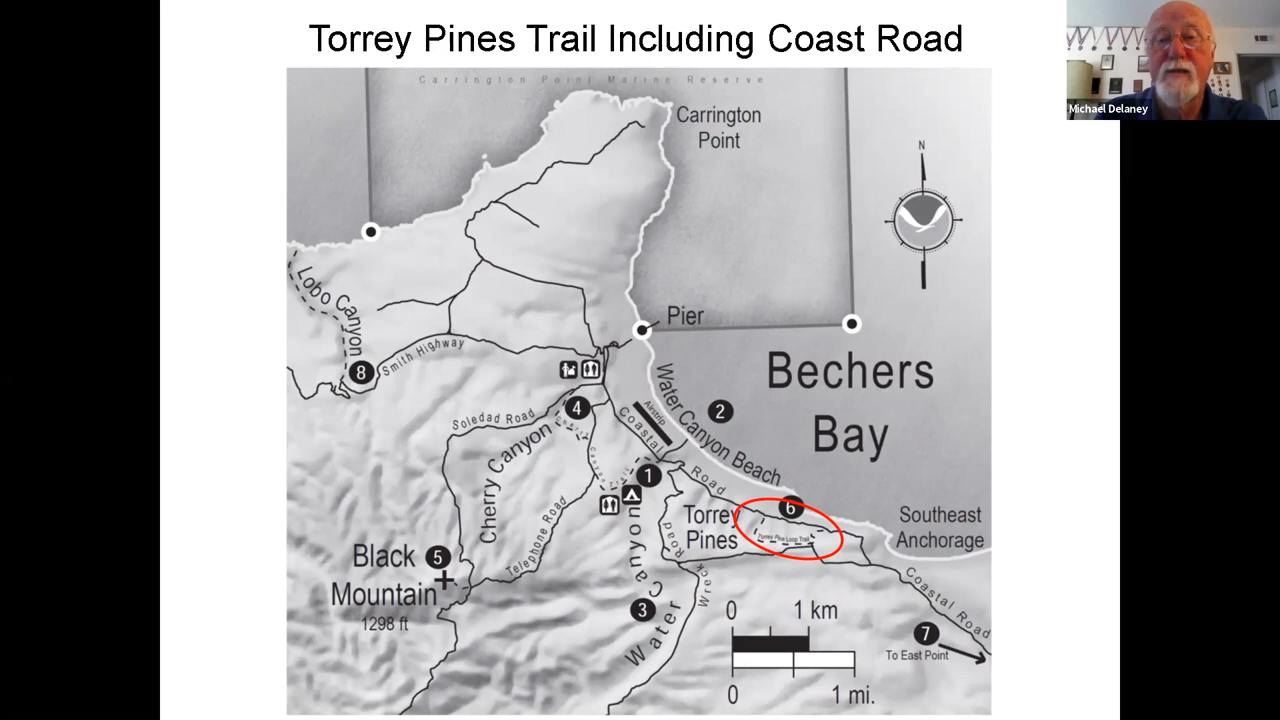 Torrey Pines Trail Including Coast Road
Michael Delaney
Carrington Point Marine Reserve
Carrington
Point
N
Lobo Canyon
Pier
8
Smith Highway
Bechers
Bay
Water Canyon Beach
2
Airstrip
Coastal
Road
Soledad Road
4
Cherry Canyon
1
Telephone Road
6
Torrey
Pines
Torrey Pine Loop Trail
Southeast
Anchorage
Black
Mountain
5
1298 ft
Water Canyon
3
Wreck Road
0 1 km
0 1 mi.
Coastal Road
7
To East Point